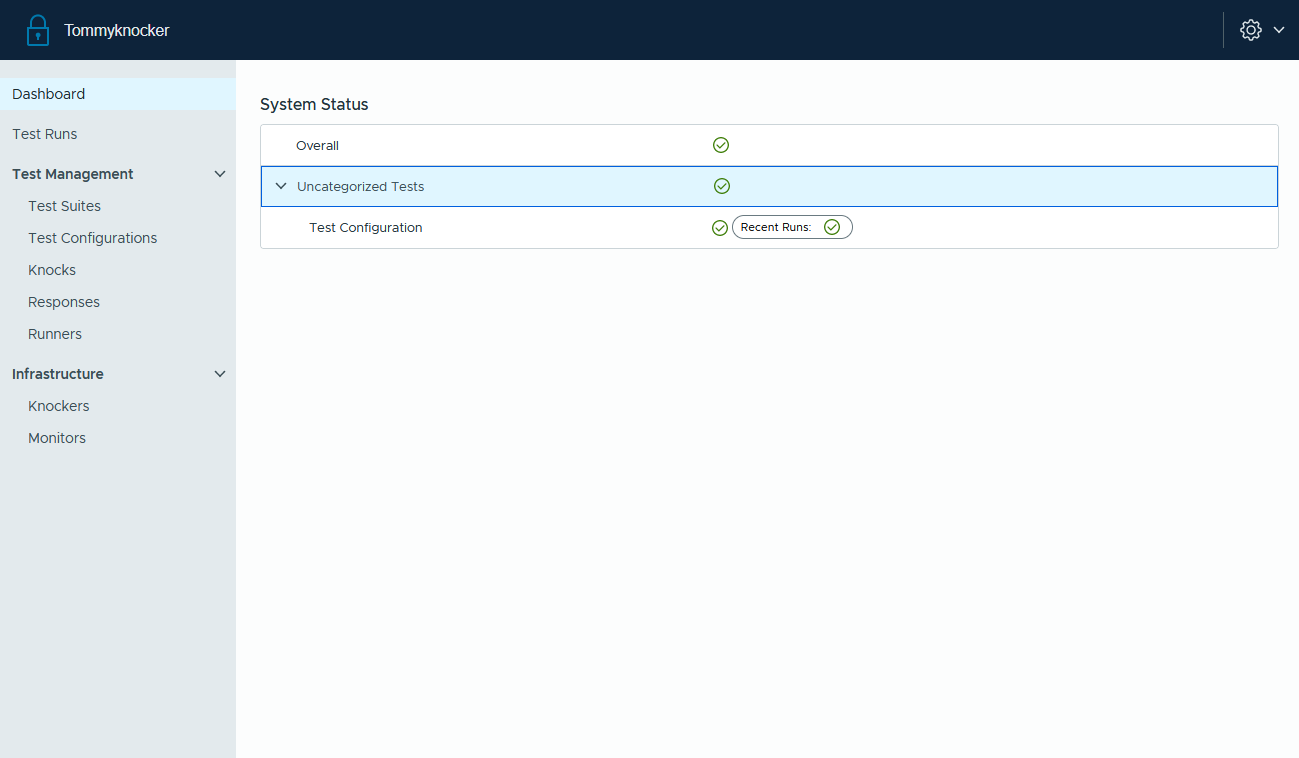 Tommyknocker
Dashboard
Test Runs
Test Management
Test Suites
Test Configurations
Knocks
Responses
Runners
Infrastructure
Knockers
Monitors
System Status
Overall
Uncategorized Tests
Test Configuration
Recent Runs: